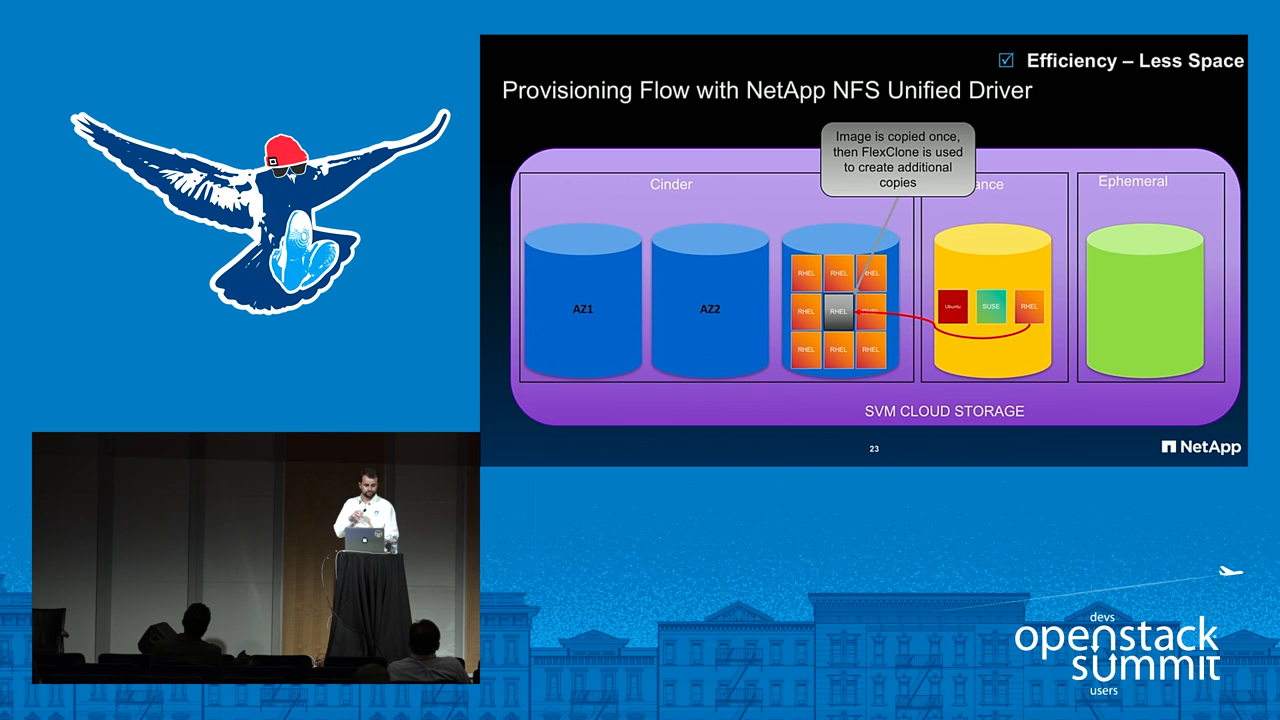 Efficiency – Less Space
Provisioning Flow with NetApp NFS Unified Driver
Image is copied once,
then FlexClone is used
to create additional
copies
Cinder
ance
Ephemeral
AZ1
AZ2
RHEL RHEL RHEL
RHEL RHEL RHEL
RHEL RHEL RHEL
Ubuntu SUSE RHEL
SVM CLOUD STORAGE
23
NetApp
devs
openstack
summit
users